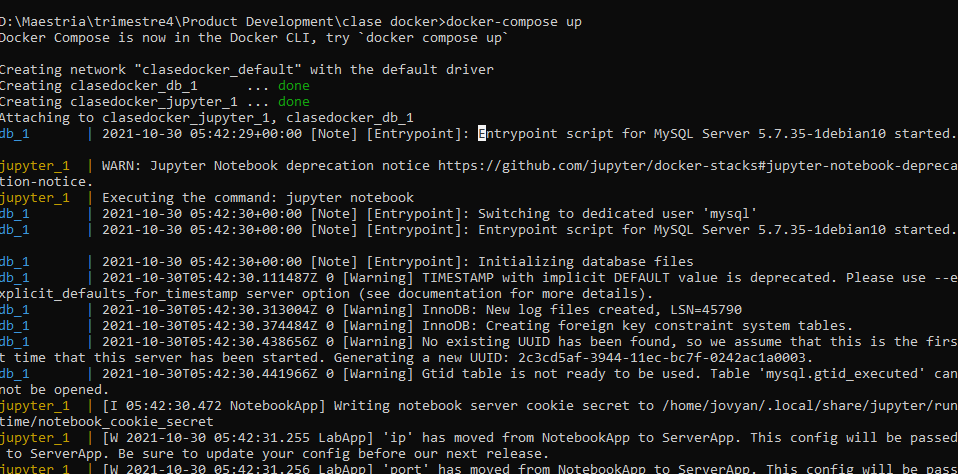 D:\Maestria\trimestre4\Product Development\clase docker>docker-compose up
Docker Compose is now in the Docker CLI, try `docker compose up`
Creating network "clasedocker_default" with the default driver
Creating clasedocker_db_1      ... done
Creating clasedocker_jupyter_1 ... done
Attaching to clasedocker_jupyter_1, clasedocker_db_1
db_1       | 2021-10-30 05:42:29+00:00 [Note] [Entrypoint]: Entrypoint script for MySQL Server 5.7.35-1debian10 started.
jupyter_1  | WARN: Jupyter Notebook deprecation notice https://github.com/jupyter/docker-stacks#jupyter-notebook-depreca
tion-notice.
jupyter_1  | Executing the command: jupyter notebook
db_1       | 2021-10-30 05:42:30+00:00 [Note] [Entrypoint]: Switching to dedicated user 'mysql'
db_1       | 2021-10-30 05:42:30+00:00 [Note] [Entrypoint]: Entrypoint script for MySQL Server 5.7.35-1debian10 started.
db_1       | 2021-10-30 05:42:30+00:00 [Note] [Entrypoint]: Initializing database files
db_1       | 2021-10-30T05:42:30.111487Z 0 [Warning] TIMESTAMP with implicit DEFAULT value is deprecated. Please use --e
xplicit_defaults_for_timestamp server option (see documentation for more details).
db_1       | 2021-10-30T05:42:30.313004Z 0 [Warning] InnoDB: New log files created, LSN=45790
db_1       | 2021-10-30T05:42:30.374484Z 0 [Warning] InnoDB: Creating foreign key constraint system tables.
db_1       | 2021-10-30T05:42:30.438656Z 0 [Warning] No existing UUID has been found, so we assume that this is the firs
t time that this server has been started. Generating a new UUID: 2c3cd5af-3944-11ec-bc7f-0242ac1a0003.
db_1       | 2021-10-30T05:42:30.441966Z 0 [Warning] Gtid table is not ready to be used. Table 'mysql.gtid_executed' can
not be opened.
jupyter_1  | [I 05:42:30.472 NotebookApp] Writing notebook server cookie secret to /home/jovyan/.local/share/jupyter/run
time/notebook_cookie_secret
jupyter_1  | [W 2021-10-30 05:42:31.255 LabApp] 'ip' has moved from NotebookApp to ServerApp. This config will be passed
 to ServerApp. Be sure to update your config before our next release.
jupyter_1  | [W 2021-10-30 05:42:31.256 LabApp] 'port' has moved from NotebookApp to ServerApp. This config will be pass